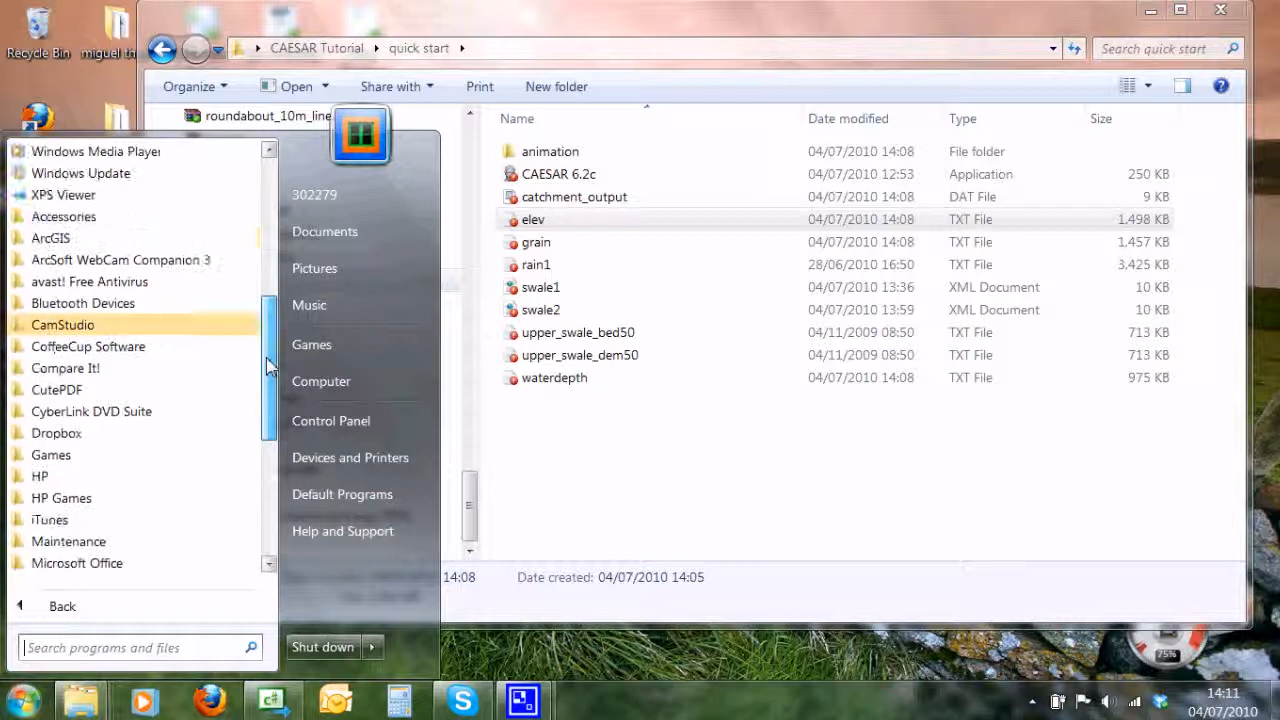 Recycle Bin
miguel th
CAESAR Tutorial
quick start
Search quick start
Organize
Open
Share with
Print
New folder
roundabout_10m_line
Name
Date modified
Type
Size
animation
04/07/2010 14:08
File folder
CAESAR 6.2c
04/07/2010 12:53
Application
250 KB
catchment_output
04/07/2010 14:08
DAT File
9 KB
elev
04/07/2010 14:08
TXT File
1,498 KB
grain
04/07/2010 14:08
TXT File
1,457 KB
rain1
28/06/2010 16:50
TXT File
3,425 KB
swale1
04/07/2010 13:36
XML Document
10 KB
swale2
04/07/2010 13:59
XML Document
10 KB
upper_swale_bed50
04/11/2009 08:50
TXT File
713 KB
upper_swale_dem50
04/11/2009 08:50
TXT File
713 KB
waterdepth
04/07/2010 14:08
TXT File
975 KB
14:08
Date created: 04/07/2010 14:05
Windows Media Player
Windows Update
XPS Viewer
Accessories
ArcGIS
ArcSoft WebCam Companion 3
avast! Free Antivirus
Bluetooth Devices
CamStudio
CoffeeCup Software
Compare It!
CutePDF
CyberLink DVD Suite
Dropbox
Games
HP
HP Games
iTunes
Maintenance
Microsoft Office
Back
Search programs and files
302279
Documents
Pictures
Music
Games
Computer
Control Panel
Devices and Printers
Default Programs
Help and Support
Shut down
75%
14:11
04/07/2010